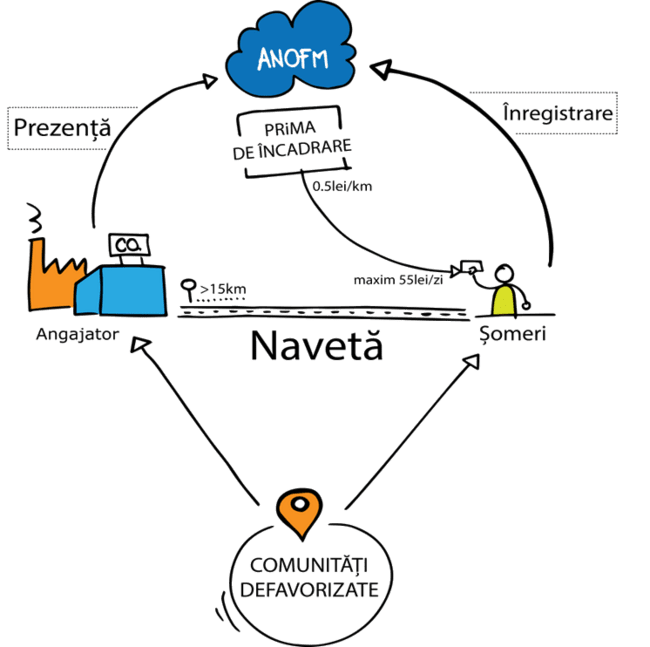 ANOFM
Prezență
Înregistrare
PRiMA
DE ÎNCADRARE
0.5lei/km
co.
>15km
maxim 55lei/zi
Angajator
Navetă
Șomeri
COMUNITĂȚI
DEFAVORIZATE